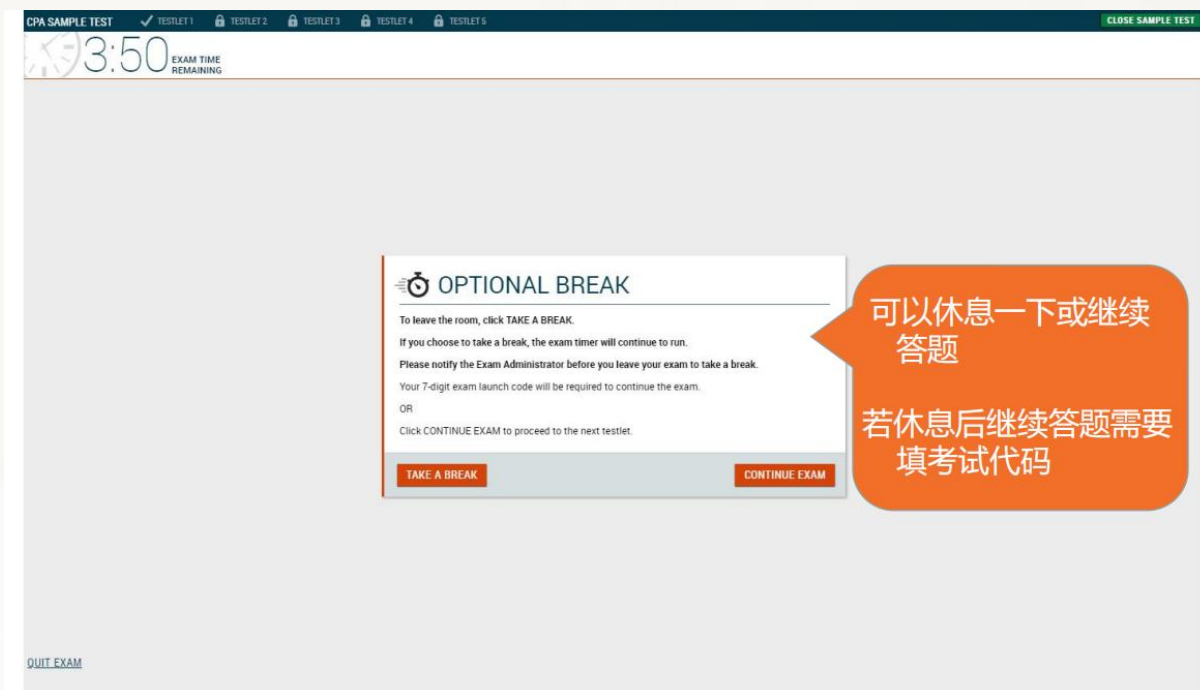 CPA SAMPLE TEST TESTLET 1 TESTLET 2 TESTLET 3 TESTLET 4 TESTLET 5 CLOSE SAMPLE TEST
3:50 EXAM TIME
REMAINING
OPTIONAL BREAK
To leave the room, click TAKE A BREAK.
If you choose to take a break, the exam timer will continue to run.
Please notify the Exam Administrator before you leave your exam to take a break.
Your 7-digit exam launch code will be required to continue the exam.
OR
Click CONTINUE EXAM to proceed to the next testlet.
TAKE A BREAK CONTINUE EXAM
可以休息一下或继续
答题
若休息后继续答题需要
填考试代码
QUIT EXAM